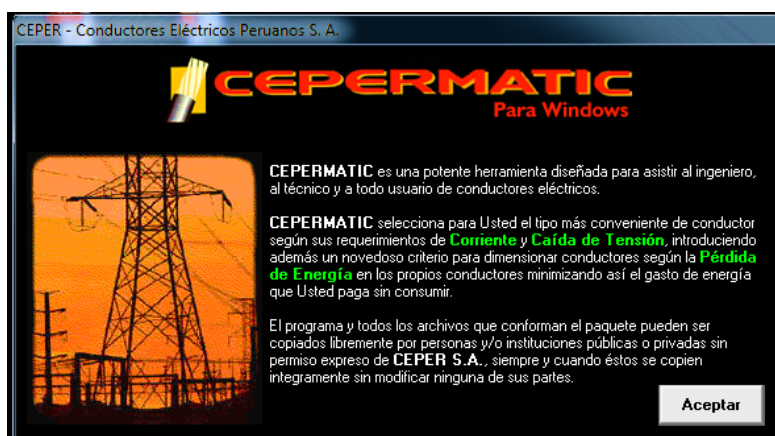 CEPER - Conductores Eléctricos Peruanos S. A.
CEPERMATIC
Para Windows
CEPERMATIC es una potente herramienta diseñada para asistir al ingeniero,
al técnico y a todo usuario de conductores eléctricos.
CEPERMATIC selecciona para Usted el tipo más conveniente de conductor
según sus requerimientos de Corriente y Caída de Tensión, introduciendo
además un novedoso criterio para dimensionar conductores según la Pérdida
de Energía en los propios conductores minimizando así el gasto de energía
que Usted paga sin consumir.
El programa y todos los archivos que conforman el paquete pueden ser
copiados libremente por personas y/o instituciones públicas o privadas sin
permiso expreso de CEPER S.A., siempre y cuando éstos se copien
integramente sin modificar ninguna de sus partes.
Aceptar